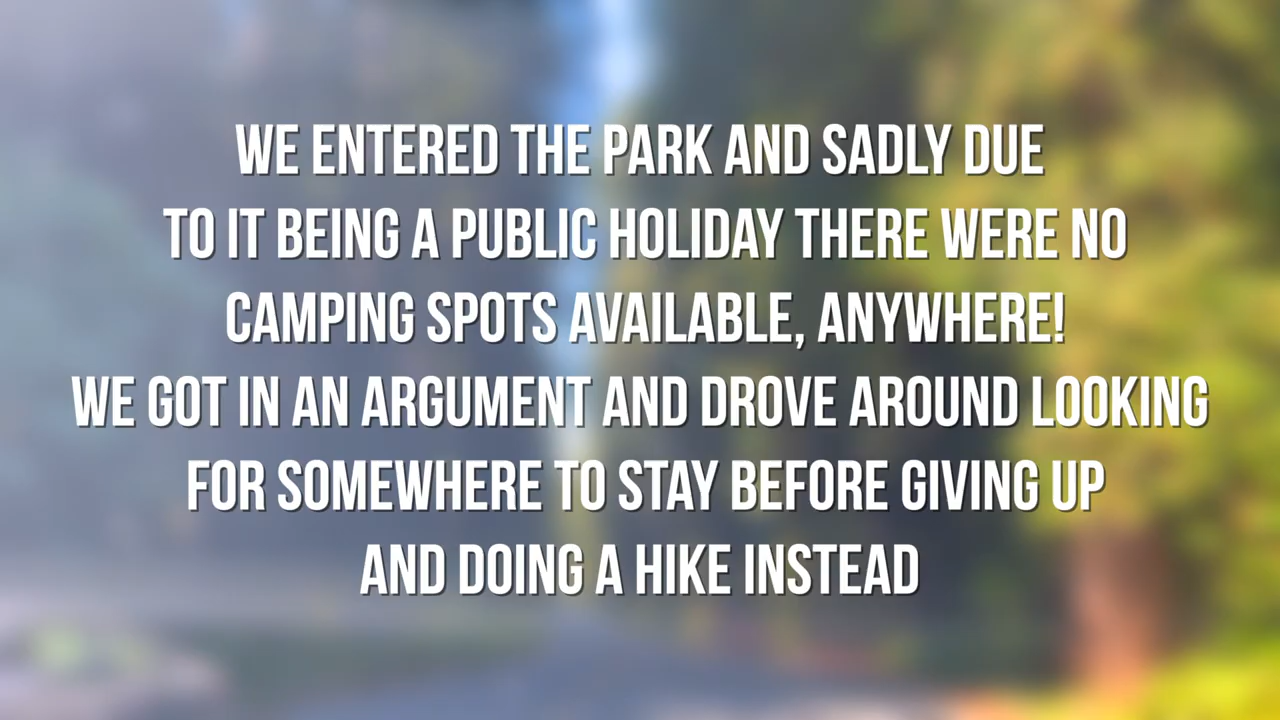 WE ENTERED THE PARK AND SADLY DUE
TO IT BEING A PUBLIC HOLIDAY THERE WERE NO
CAMPING SPOTS AVAILABLE, ANYWHERE!
WE GOT IN AN ARGUMENT AND DROVE AROUND LOOKING
FOR SOMEWHERE TO STAY BEFORE GIVING UP
AND DOING A HIKE INSTEAD